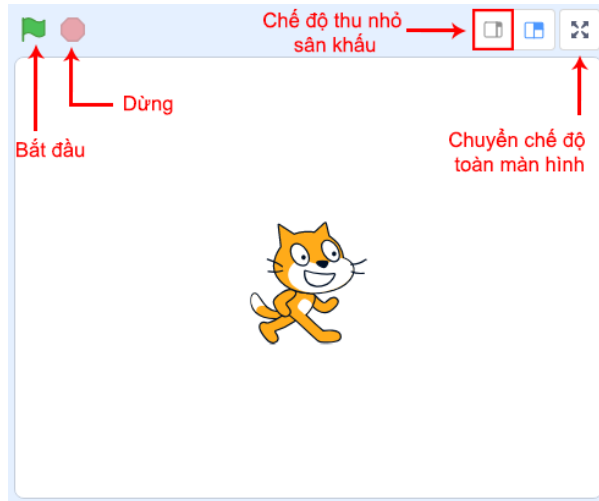 Chế độ thu nhỏ
sân khấu
Dừng
Bắt đầu
Chuyển chế độ
toàn màn hình